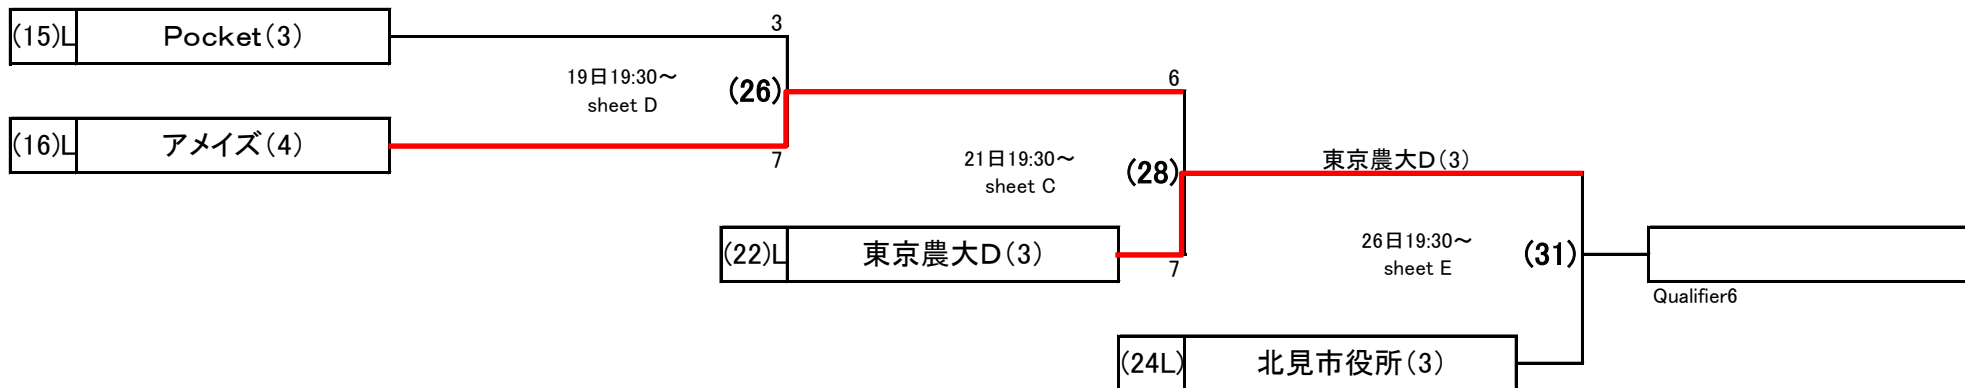 (15)L
Pocket(3)
3
19日19:30～
sheet D
(26)
6
(16)L
アメイズ(4)
7
21日19:30～
sheet C
(28)
東京農大D(3)
(22)L
東京農大D(3)
7
26日19:30～
sheet E
(31)
Qualifier6
(24L)
北見市役所(3)